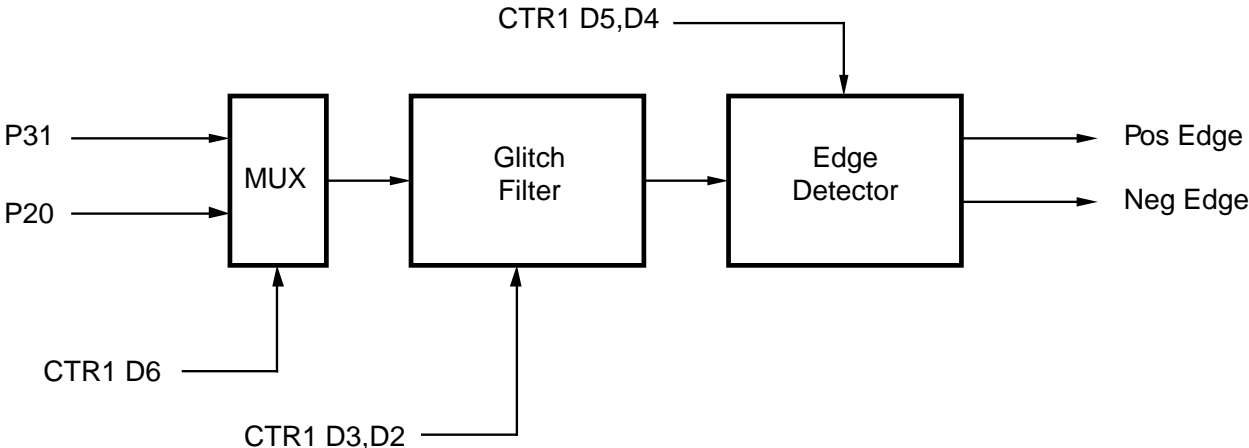 CTR1 D5,D4
P31
P20
MUX
Glitch
Filter
Edge
Detector
Pos Edge
Neg Edge
CTR1 D6
CTR1 D3,D2